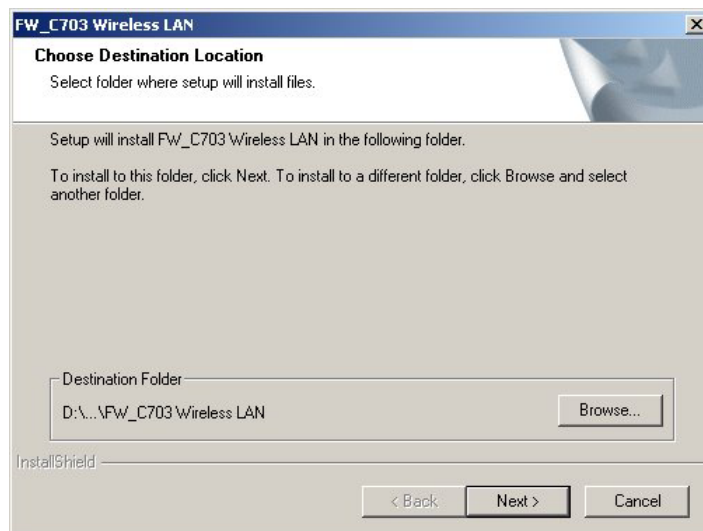 FW_C703 Wireless LAN
Choose Destination Location
Select folder where setup will install files.
Setup will install FW_C703 Wireless LAN in the following folder.
To install to this folder, click Next. To install to a different folder, click Browse and select
another folder.
Destination Folder
D:\...\FW_C703 Wireless LAN
Browse...
InstallShield
< Back
Next >
Cancel